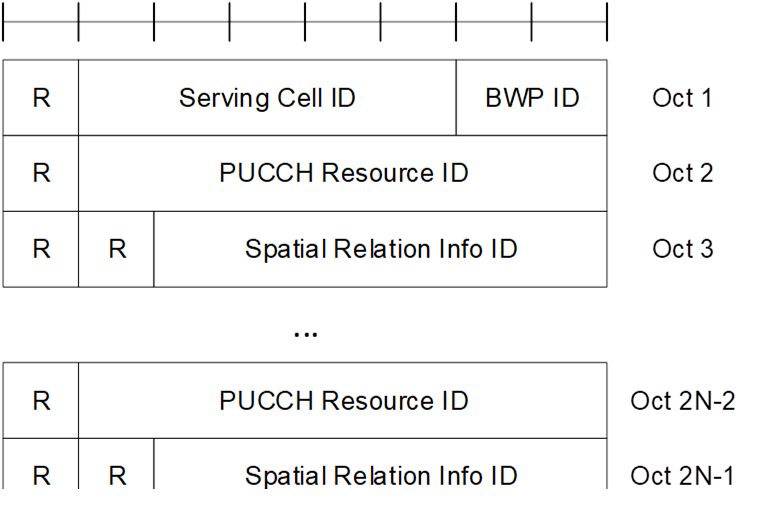 R Serving Cell ID BWP ID Oct 1
R PUCCH Resource ID Oct 2
R R Spatial Relation Info ID Oct 3
...
R PUCCH Resource ID Oct 2N-2
R R Spatial Relation Info ID Oct 2N-1